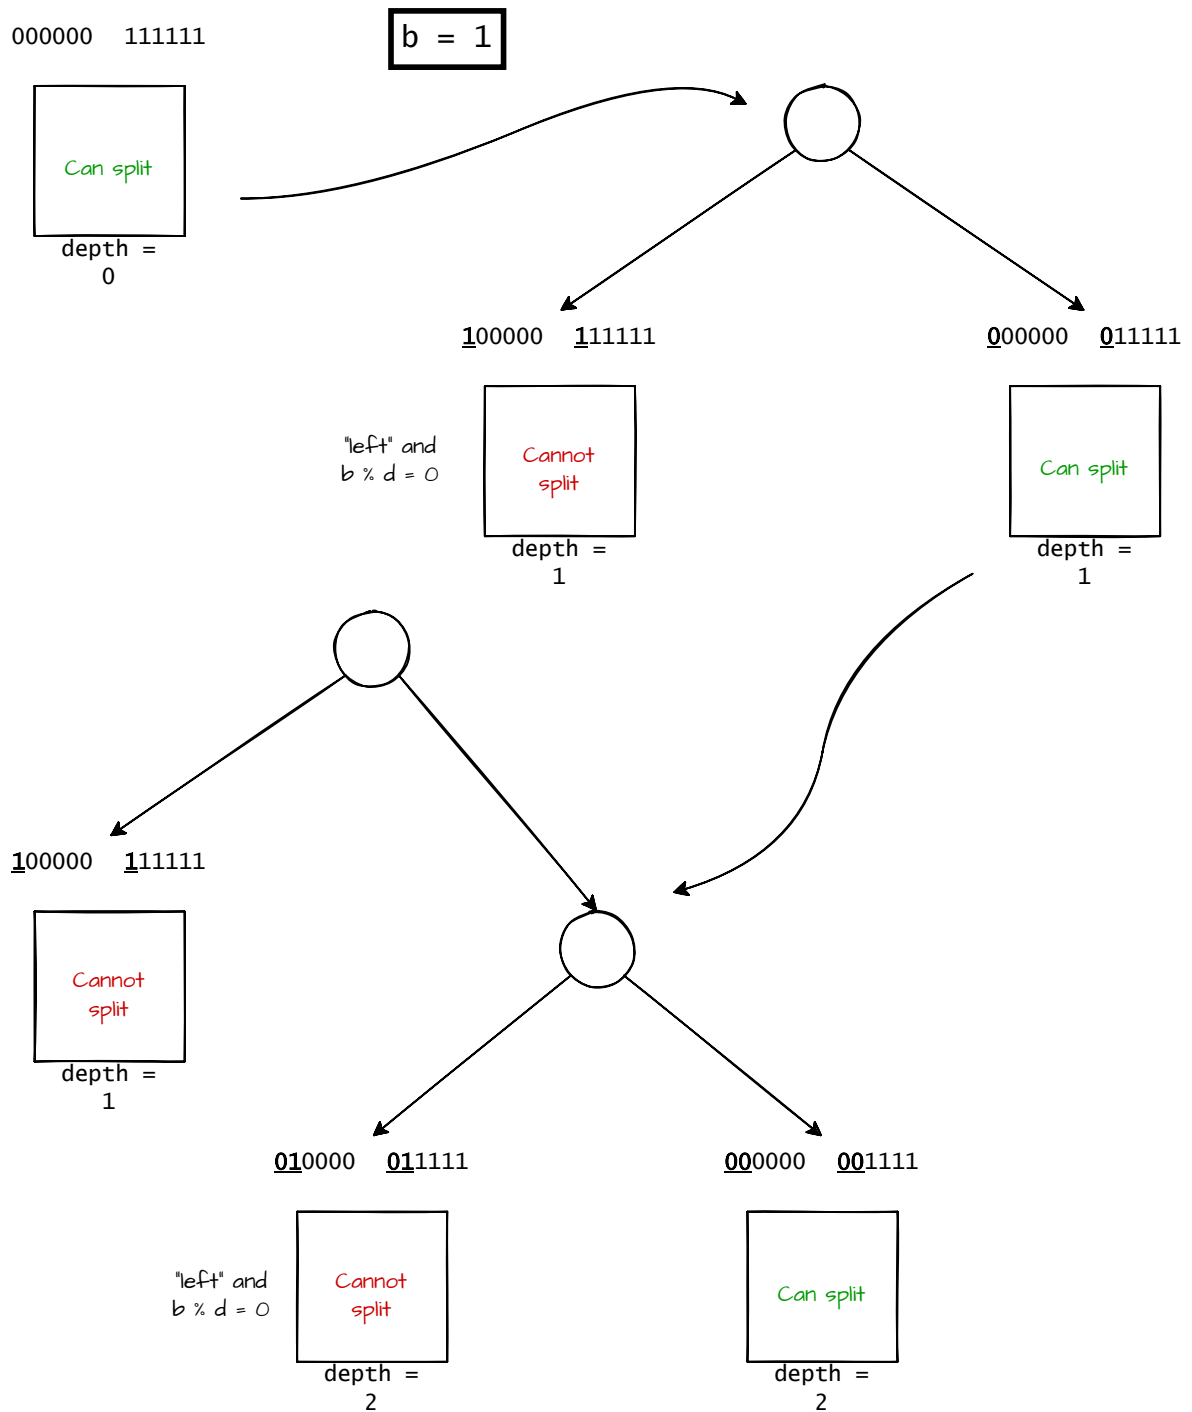 000000 111111
b = 1
Can split
depth =
0
100000 111111
000000 011111
"left" and
b % d = 0
Cannot
split
Can split
depth =
1
depth =
1
100000 111111
Cannot
split
depth =
1
010000 011111
000000 001111
"left" and
b % d = 0
Cannot
split
Can split
depth =
2
depth =
2